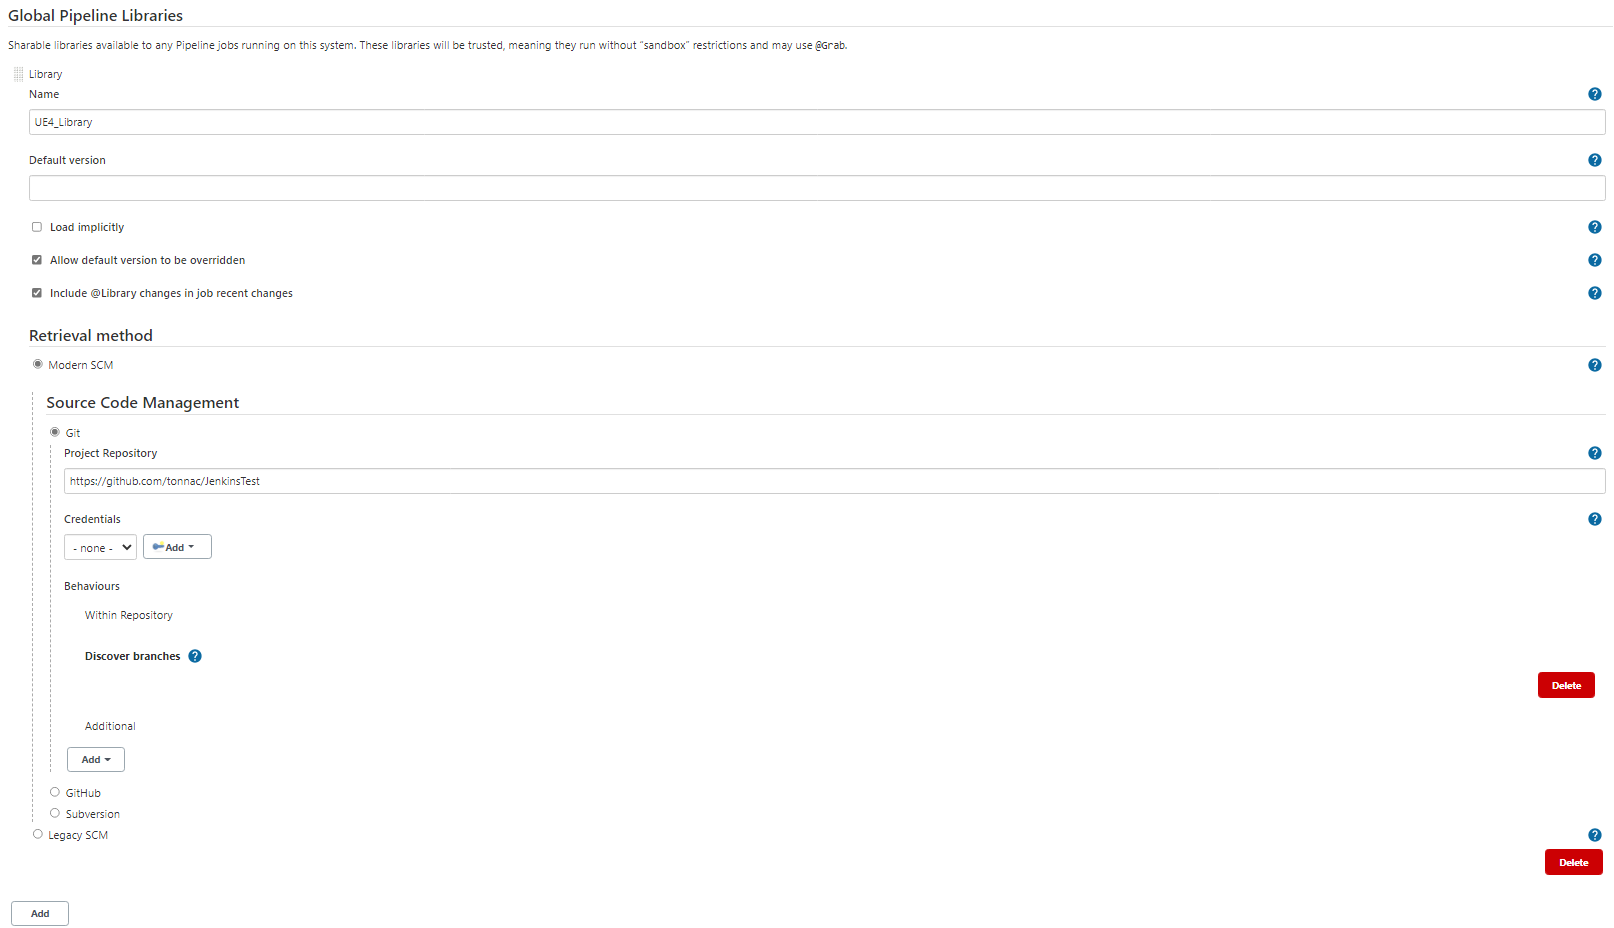 Global Pipeline Libraries
Sharable libraries available to any Pipeline jobs running on this system. These libraries will be trusted, meaning they run without "sandbox" restrictions and may use @Grab.
Library
Name
?
UE4_Library
Default version
?
Load implicitly
?
Allow default version to be overridden
?
Include @Library changes in job recent changes
?
Retrieval method
Modern SCM
?
Source Code Management
Git
Project Repository
?
https://github.com/tonnac/JenkinsTest
Credentials
?
- none -
Add
Behaviours
Within Repository
Discover branches ?
Delete
Additional
Add
GitHub
Subversion
Legacy SCM
?
Delete
Add